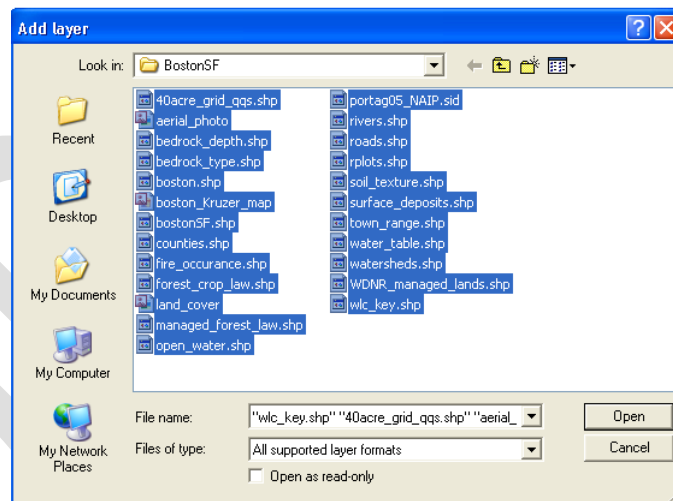 Add layer
Look in: BostonSF
Recent
Desktop
My Documents
My Computer
My Network
Places
40acre_grid_qqs.shp
aerial_photo
bedrock_depth.shp
bedrock_type.shp
boston.shp
boston_Kruzer_map
bostonSF.shp
counties.shp
fire_occurance.shp
forest_crop_law.shp
land_cover
managed_forest_law.shp
open_water.shp
portag05_NAIP.sid
rivers.shp
roads.shp
rplots.shp
soil_texture.shp
surface_deposits.shp
town_range.shp
water_table.shp
watersheds.shp
WDNR_managed_lands.shp
wlc_key.shp
File name: "wlc_key.shp" "40acre_grid_qqs.shp" "aerial_ Open
Files of type: All supported layer formats Cancel
Open as read-only